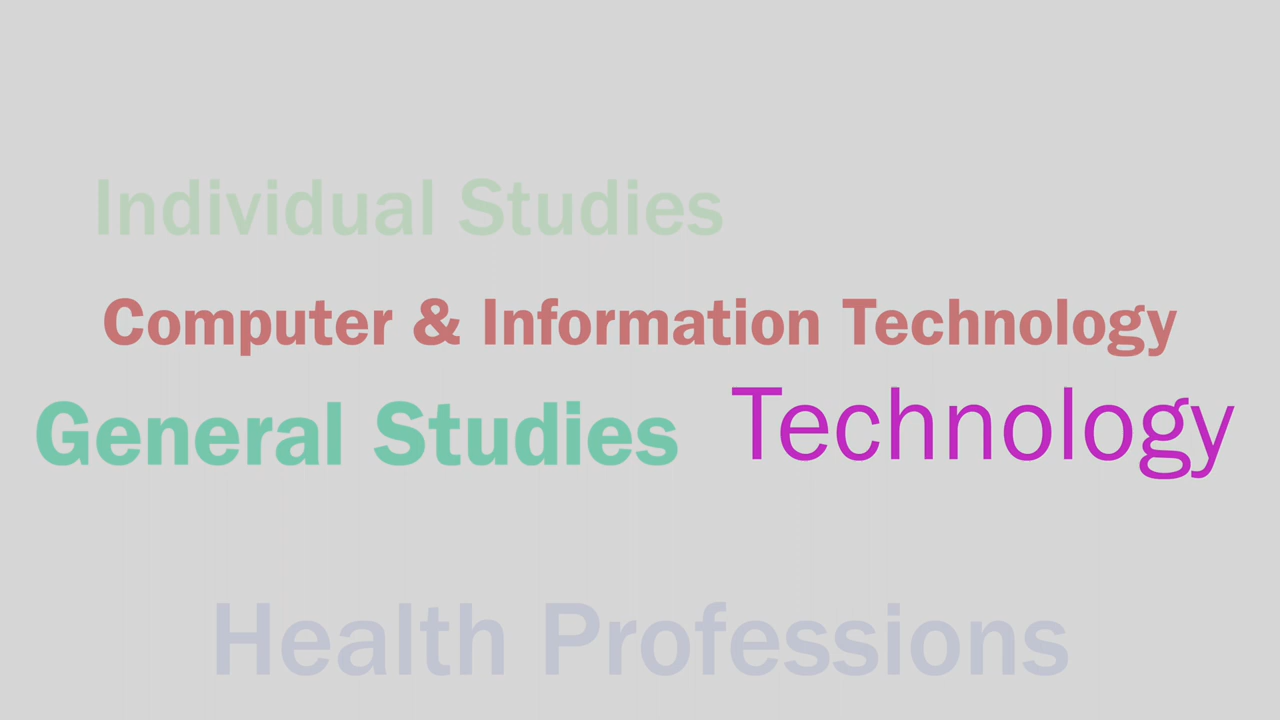 Individual Studies
Computer & Information Technology
General Studies
Technology
Health Professions